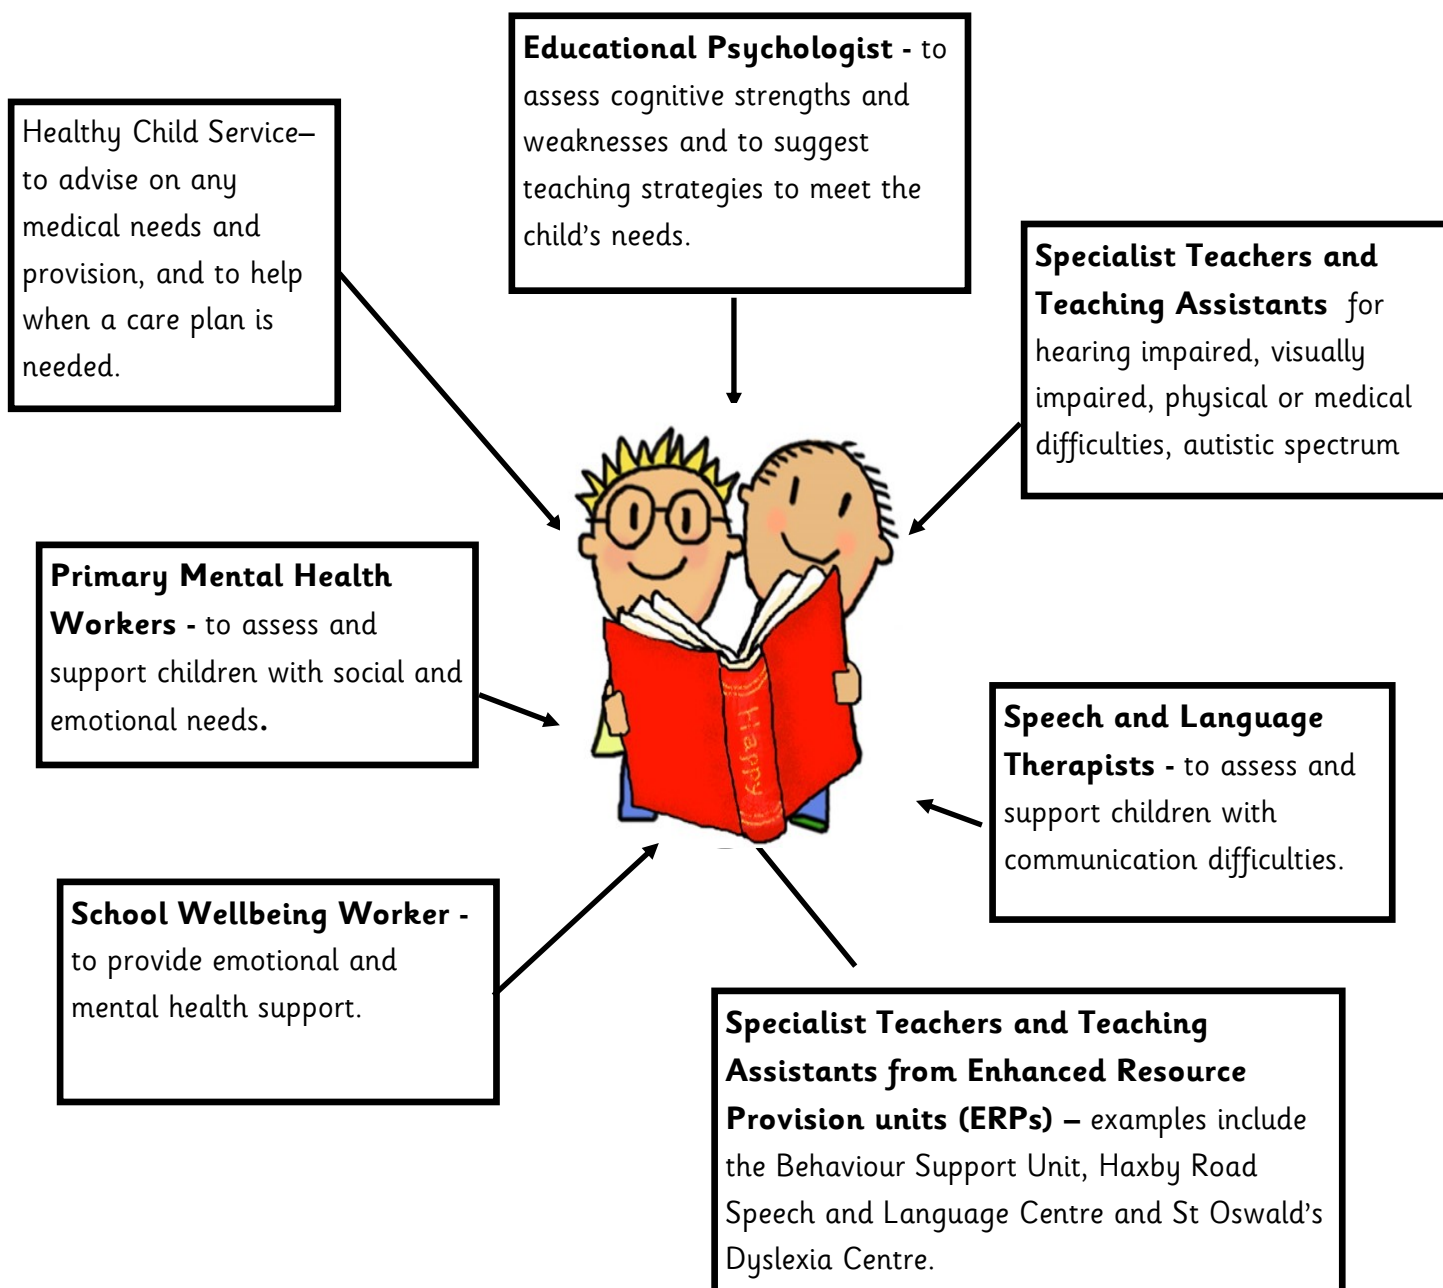 Educational Psychologist - to
assess cognitive strengths and
weaknesses and to suggest
teaching strategies to meet the
child’s needs.
Healthy Child Service–
to advise on any
medical needs and
provision, and to help
when a care plan is
needed.
Specialist Teachers and
Teaching Assistants for
hearing impaired, visually
impaired, physical or medical
difficulties, autistic spectrum
Primary Mental Health
Workers - to assess and
support children with social and
emotional needs.
Happy
Speech and Language
Therapists - to assess and
support children with
communication difficulties.
School Wellbeing Worker -
to provide emotional and
mental health support.
Specialist Teachers and Teaching
Assistants from Enhanced Resource
Provision units (ERPs) – examples include
the Behaviour Support Unit, Haxby Road
Speech and Language Centre and St Oswald’s
Dyslexia Centre.